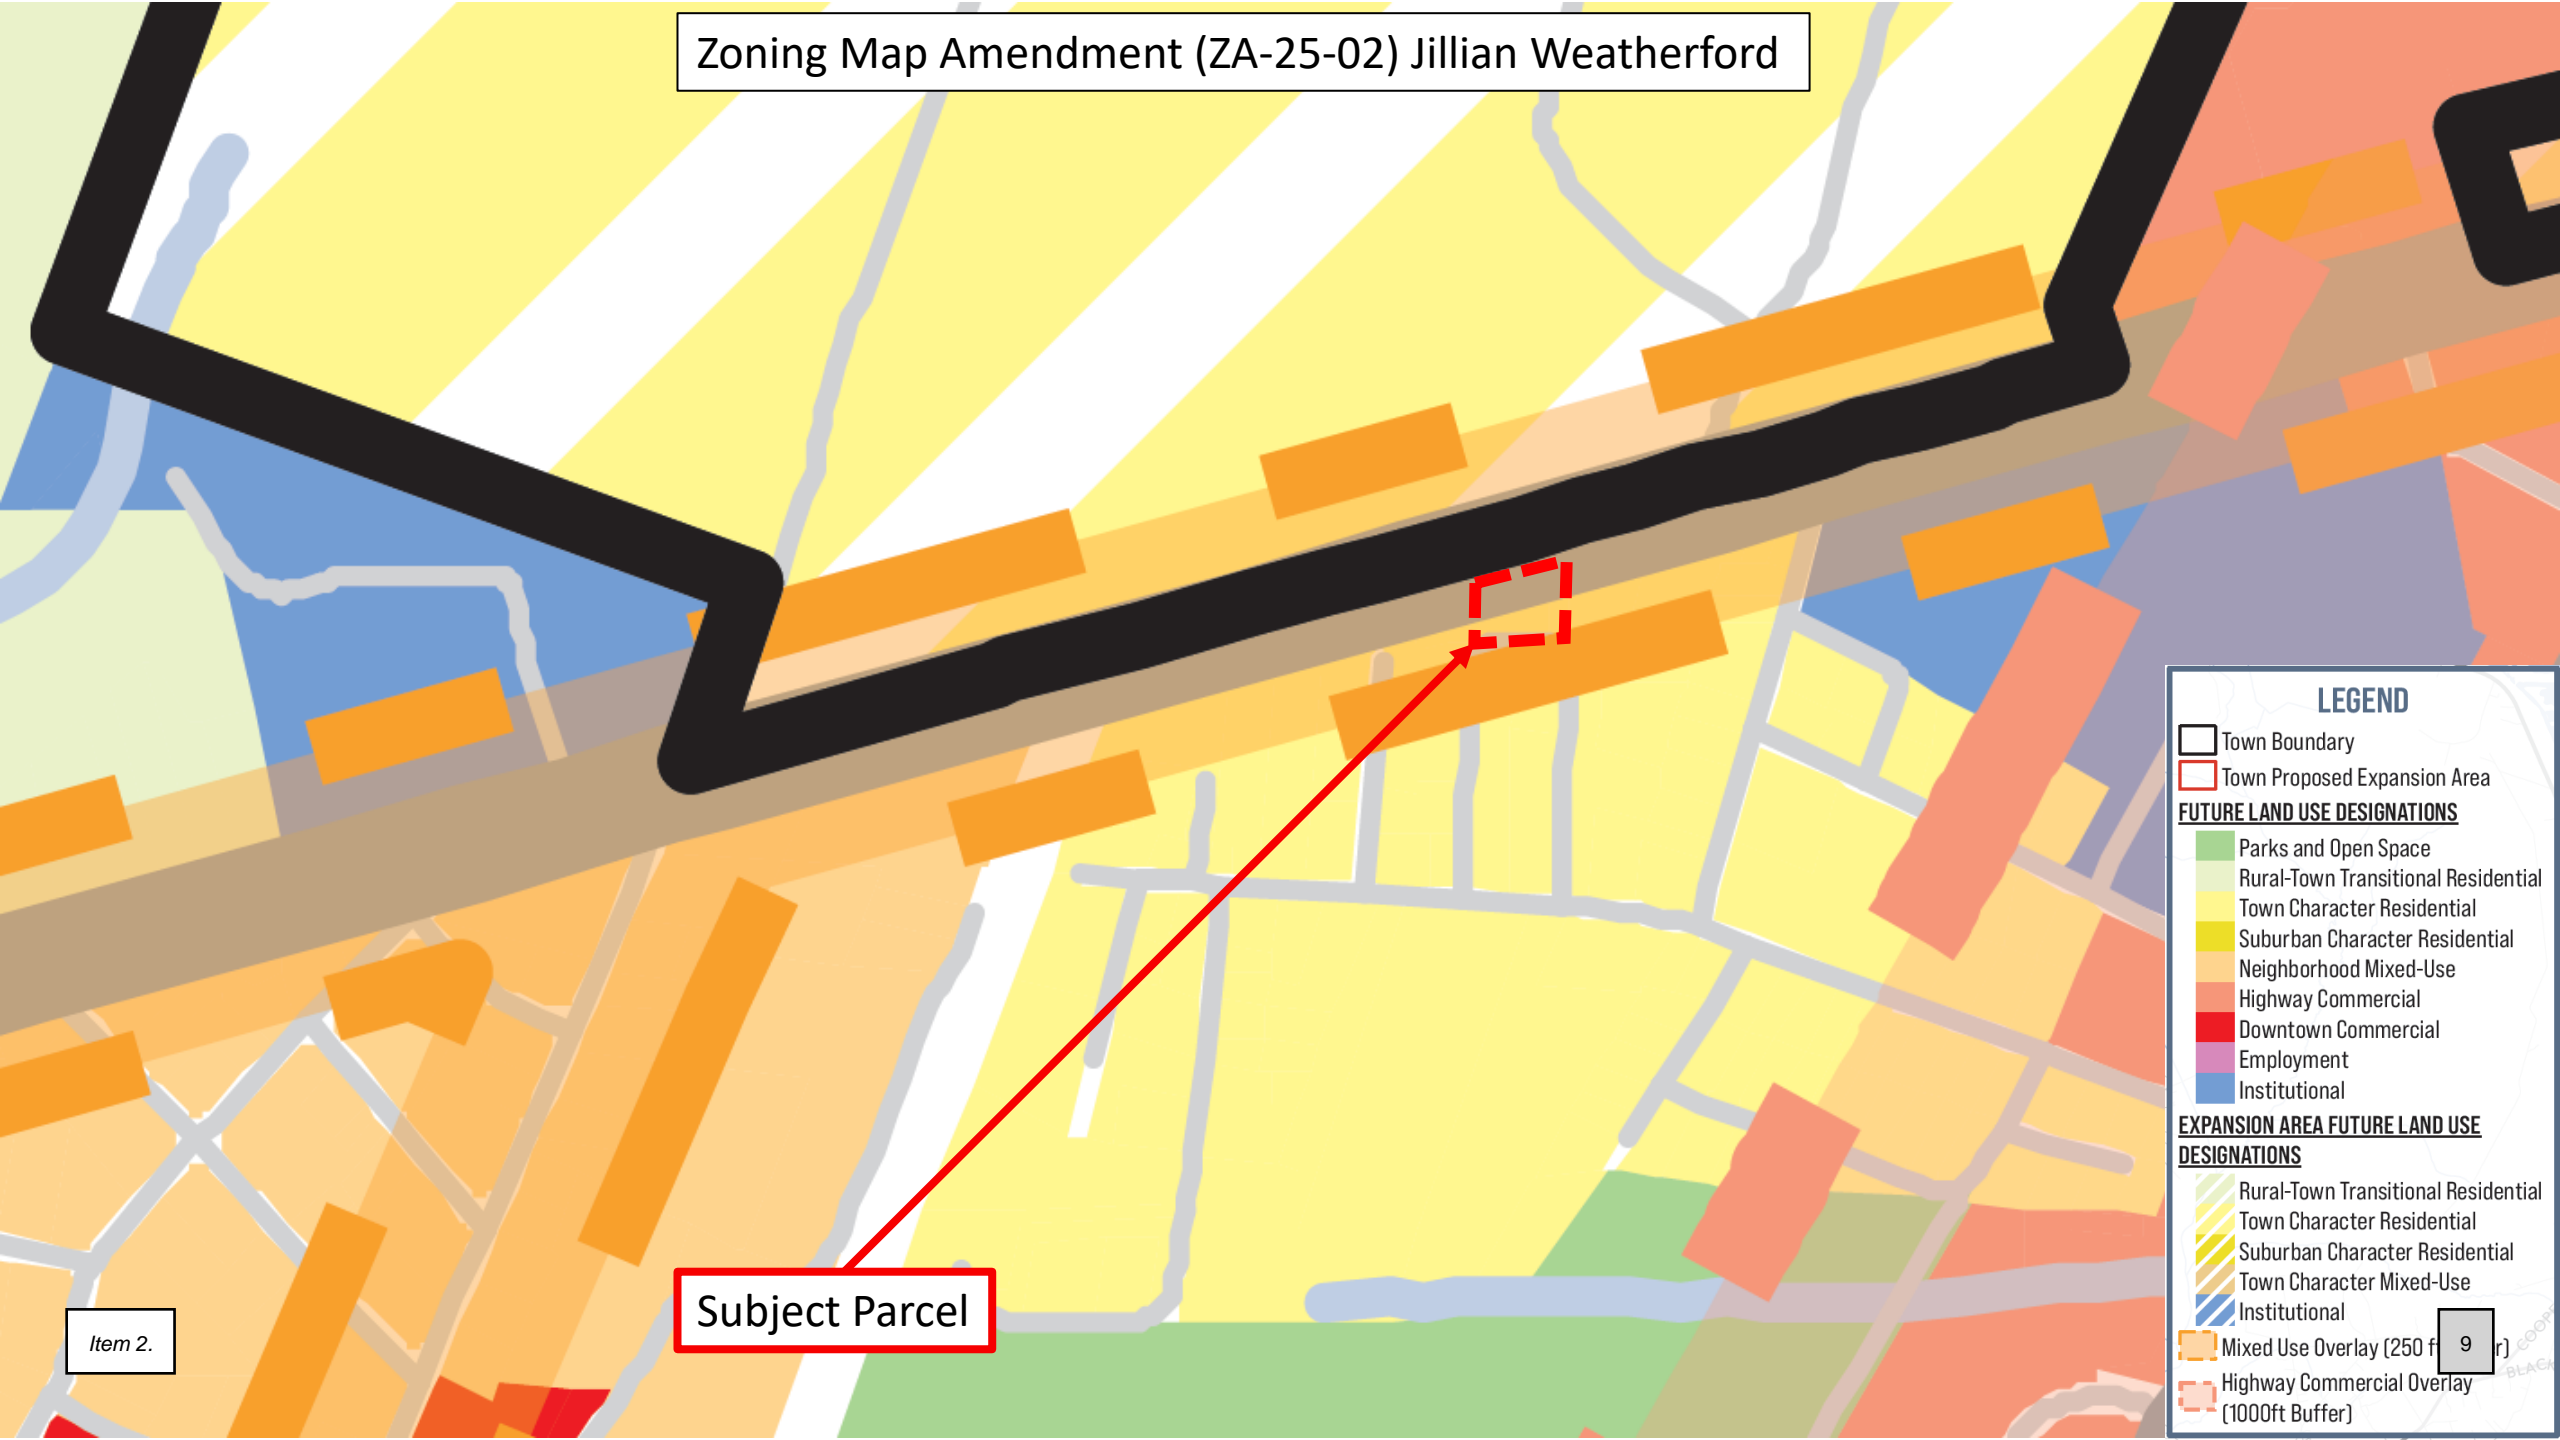 Zoning Map Amendment (ZA-25-02) Jillian Weatherford
Subject Parcel
Item 2.
LEGEND
Town Boundary
Town Proposed Expansion Area
FUTURE LAND USE DESIGNATIONS
Parks and Open Space
Rural-Town Transitional Residential
Town Character Residential
Suburban Character Residential
Neighborhood Mixed-Use
Highway Commercial
Downtown Commercial
Employment
Institutional
EXPANSION AREA FUTURE LAND USE
DESIGNATIONS
Rural-Town Transitional Residential
Town Character Residential
Suburban Character Residential
Town Character Mixed-Use
Institutional
Mixed Use Overlay (250 f
9
Highway Commercial Overlay
(1000ft Buffer)